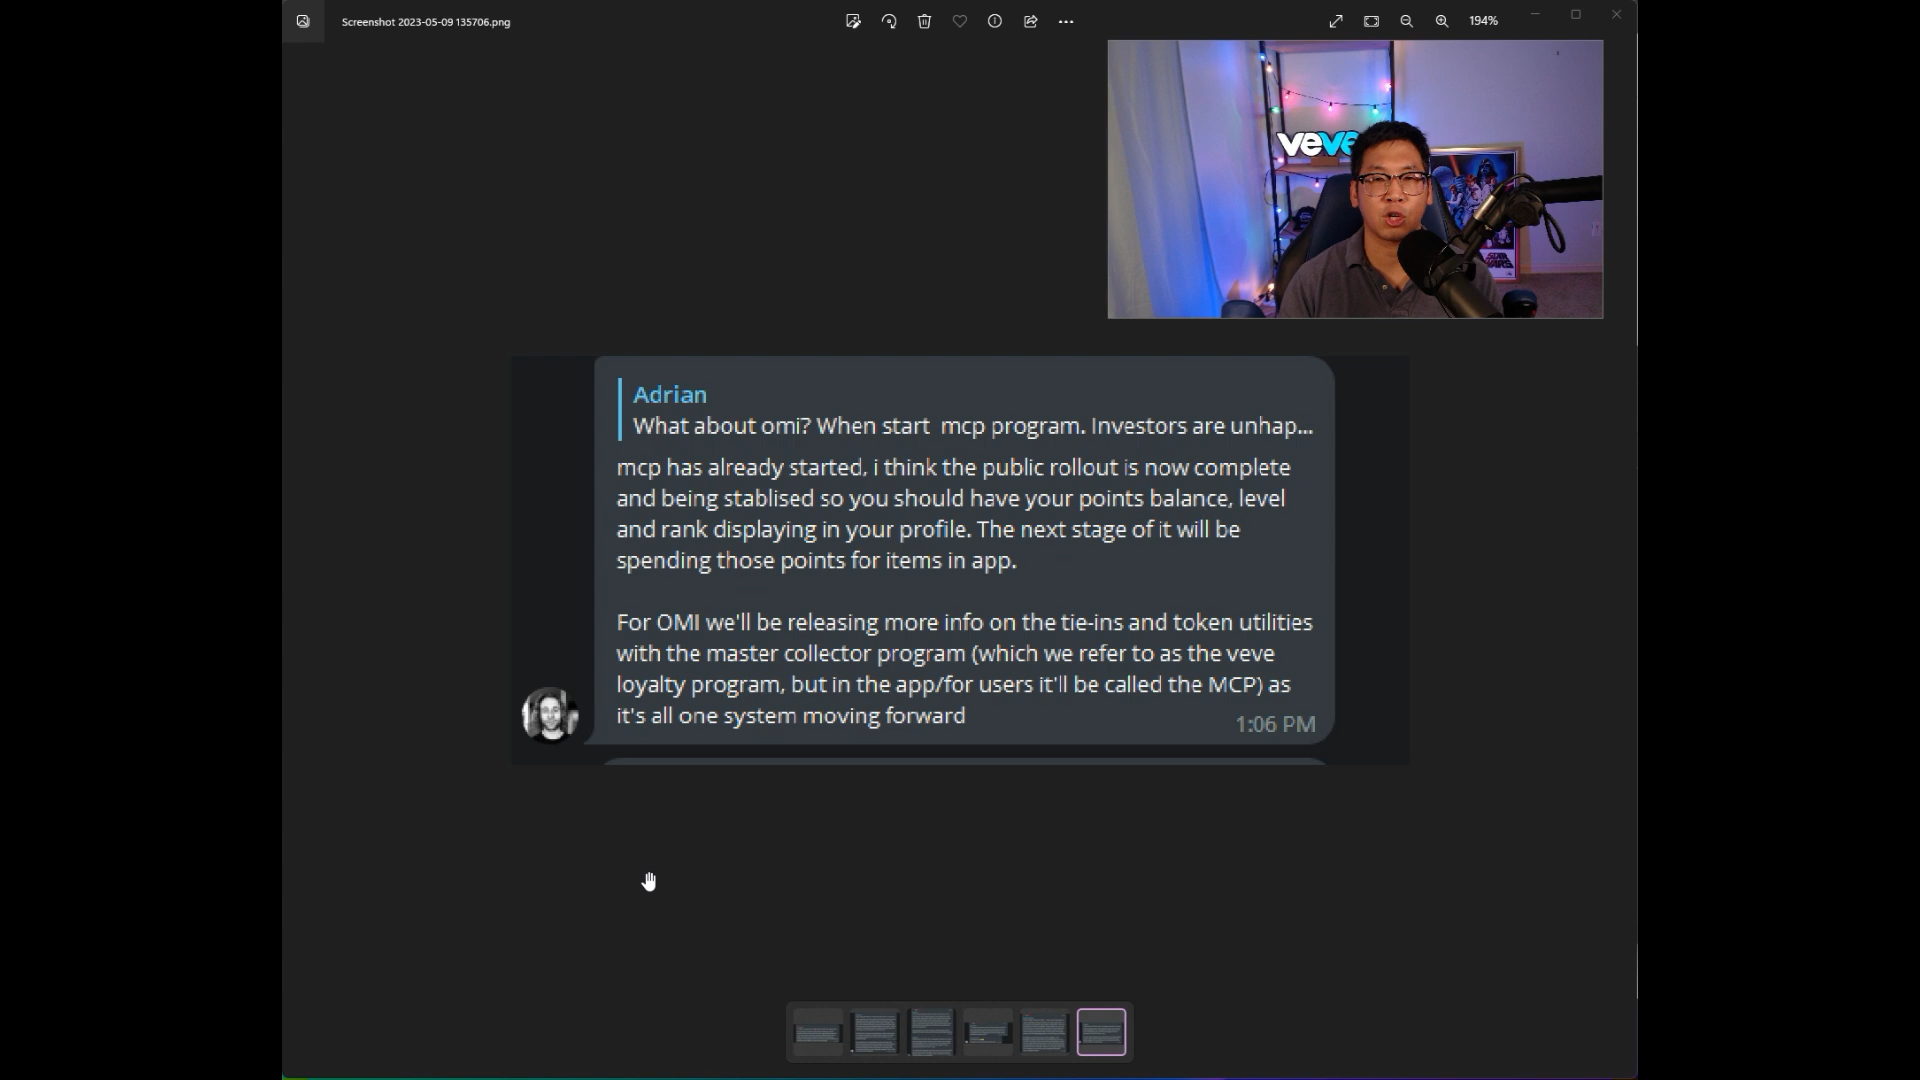 Screenshot 2023-05-09 135706.png
194%
veve
STAR
WARS
Adrian
What about omi? When start mcp program. Investors are unhap...
mcp has already started, i think the public rollout is now complete
and being stablised so you should have your points balance, level
and rank displaying in your profile. The next stage of it will be
spending those points for items in app.
For OMI we'll be releasing more info on the tie-ins and token utilities
with the master collector program (which we refer to as the veve
loyalty program, but in the app/for users it'll be called the MCP) as
it's all one system moving forward
1:06 PM